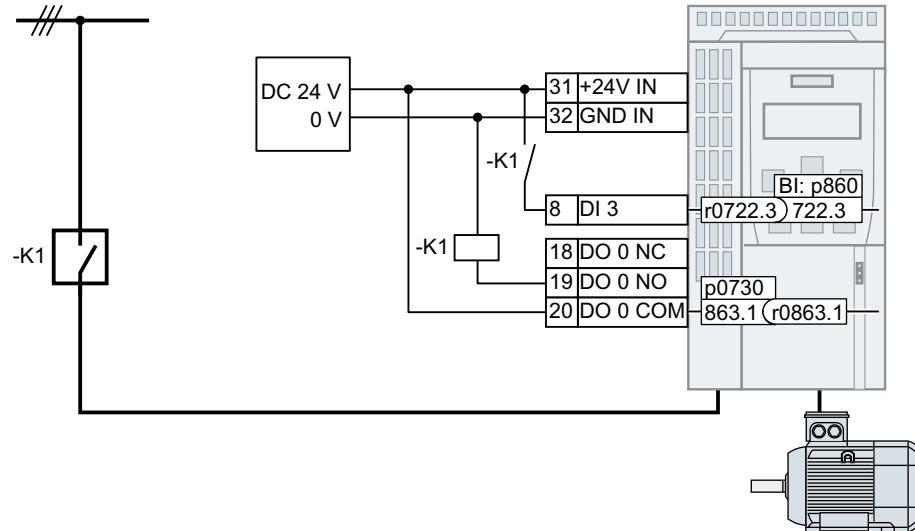 DC 24 V
0 V
31 +24V IN
32 GND IN
-K1
8 DI 3
BI: p860
r0722.3 722.3
-K1
-K1
18 DO 0 NC
19 DO 0 NO
p0730
20 DO 0 COM
863.1 r0863.1